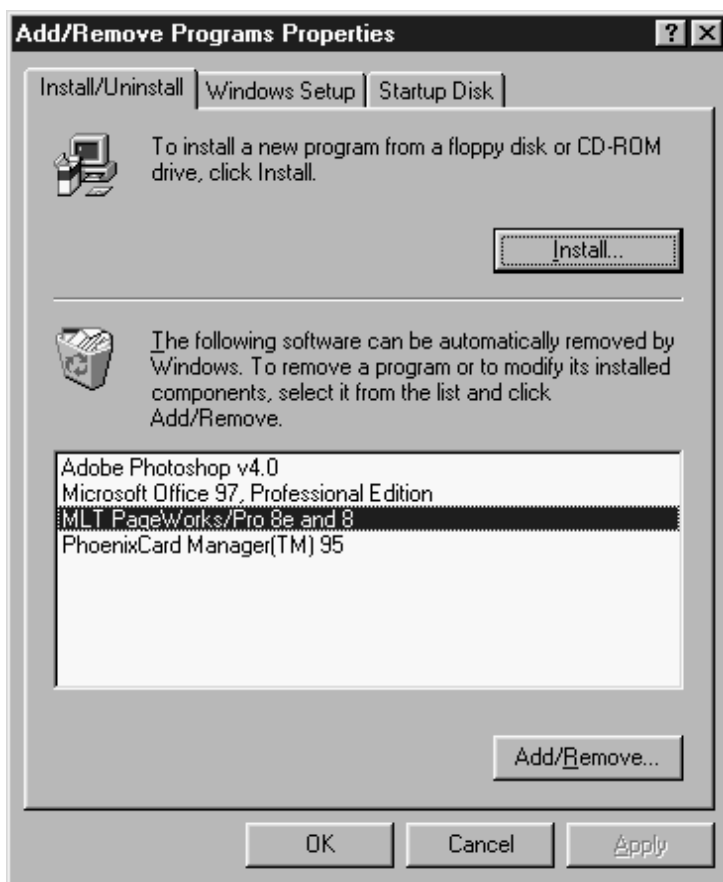 Add/Remove Programs Properties
Install/Uninstall
Windows Setup
Startup Disk
To install a new program from a floppy disk or CD-ROM
drive, click Install.
Install...
The following software can be automatically removed by
Windows. To remove a program or to modify its installed
components, select it from the list and click
Add/Remove.
Adobe Photoshop v4.0
Microsoft Office 97, Professional Edition
MLT PageWorks/Pro 8e and 8
PhoenixCard Manager(TM) 95
Add/Remove...
OK
Cancel
Apply